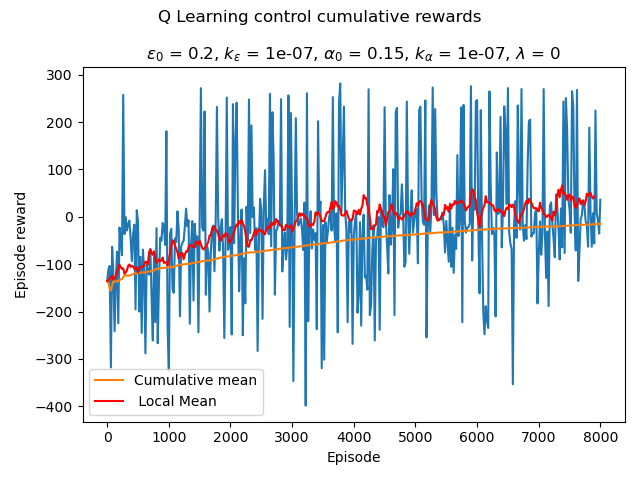 Q Learning control cumulative rewards
ε₀ = 0.2, kε = 1e-07, α₀ = 0.15, kα = 1e-07, λ = 0
Episode reward
300
200
100
0
−100
−200
−300
−400
Cumulative mean
Local Mean
0 1000 2000 3000 4000 5000 6000 7000 8000
Episode